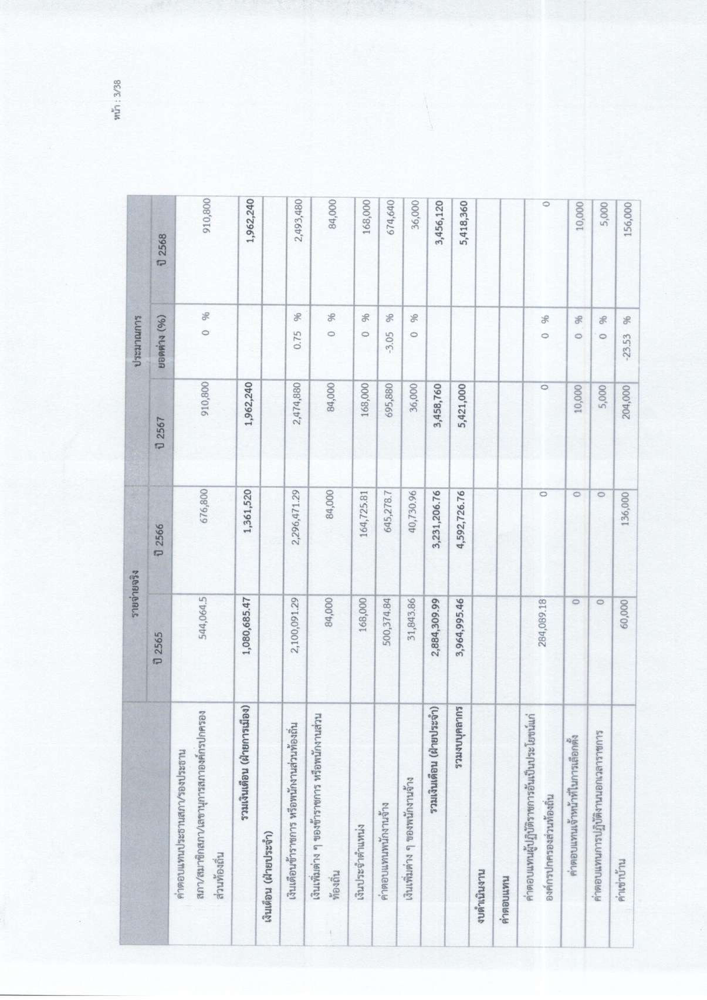 หน้า : 3/38
รายจ่ายจริง ประมาณการ
ปี 2565 ปี 2566 ปี 2567 ยอดต่าง (%) ปี 2568
ค่าตอบแทนประธานสภา/รองประธาน
สภา/สมาชิกสภา/เลขานุการสภาองค์กรปกครอง
ส่วนท้องถิ่น 544,064.5 676,800 910,800 0 % 910,800
รวมเงินเดือน (ฝ่ายการเมือง) 1,080,685.47 1,361,520 1,962,240 1,962,240
เงินเดือน (ฝ่ายประจำ)
เงินเดือนข้าราชการ หรือพนักงานส่วนท้องถิ่น 2,100,091.29 2,296,471.29 2,474,880 0.75 % 2,493,480
เงินเพิ่มต่าง ๆ ของข้าราชการ หรือพนักงานส่วน
ท้องถิ่น 84,000 84,000 84,000 0 % 84,000
เงินประจำตำแหน่ง 168,000 164,725.81 168,000 0 % 168,000
ค่าตอบแทนพนักงานจ้าง 500,374.84 645,278.7 695,880 -3.05 % 674,640
เงินเพิ่มต่าง ๆ ของพนักงานจ้าง 31,843.86 40,730.96 36,000 0 % 36,000
รวมเงินเดือน (ฝ่ายประจำ) 2,884,309.99 3,231,206.76 3,458,760 3,456,120
รวมงบบุคลากร 3,964,995.46 4,592,726.76 5,421,000 5,418,360
งบดำเนินงาน
ค่าตอบแทน
ค่าตอบแทนผู้ปฏิบัติราชการอันเป็นประโยชน์แก่
องค์กรปกครองส่วนท้องถิ่น 284,089.18 0 0 0 % 0
ค่าตอบแทนเจ้าหน้าที่ในการเลือกตั้ง 0 0 10,000 0 % 10,000
ค่าตอบแทนการปฏิบัติงานนอกเวลาราชการ 0 0 5,000 0 % 5,000
ค่าเช่าบ้าน 60,000 136,000 204,000 -23.53 % 156,000